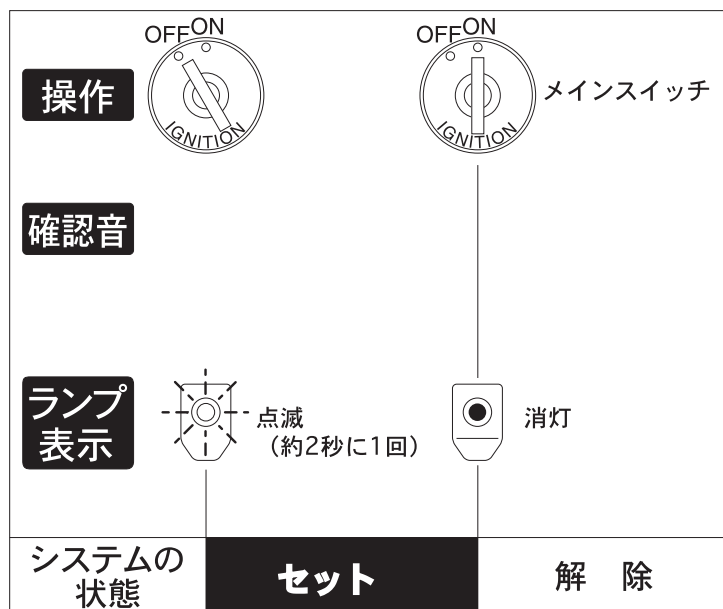 OFF ON
OFF ON
操作
IGNITION
IGNITION
メインスイッチ
確認音
ランプ
表示
点滅
(約2秒に1回)
消灯
システムの
状態
セット
解 除